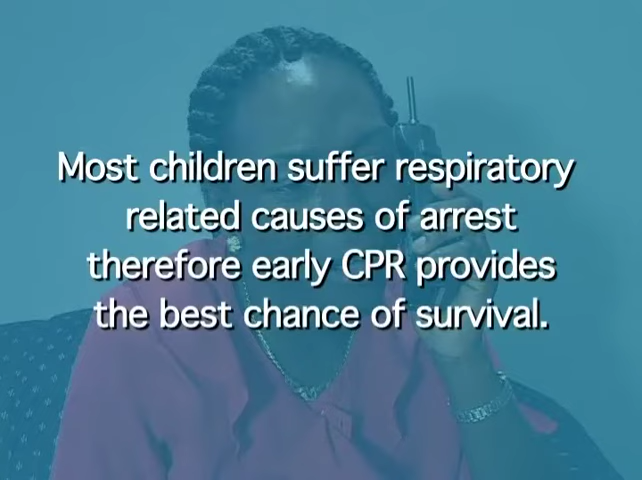 Most children suffer respiratory
related causes of arrest
therefore early CPR provides
the best chance of survival.